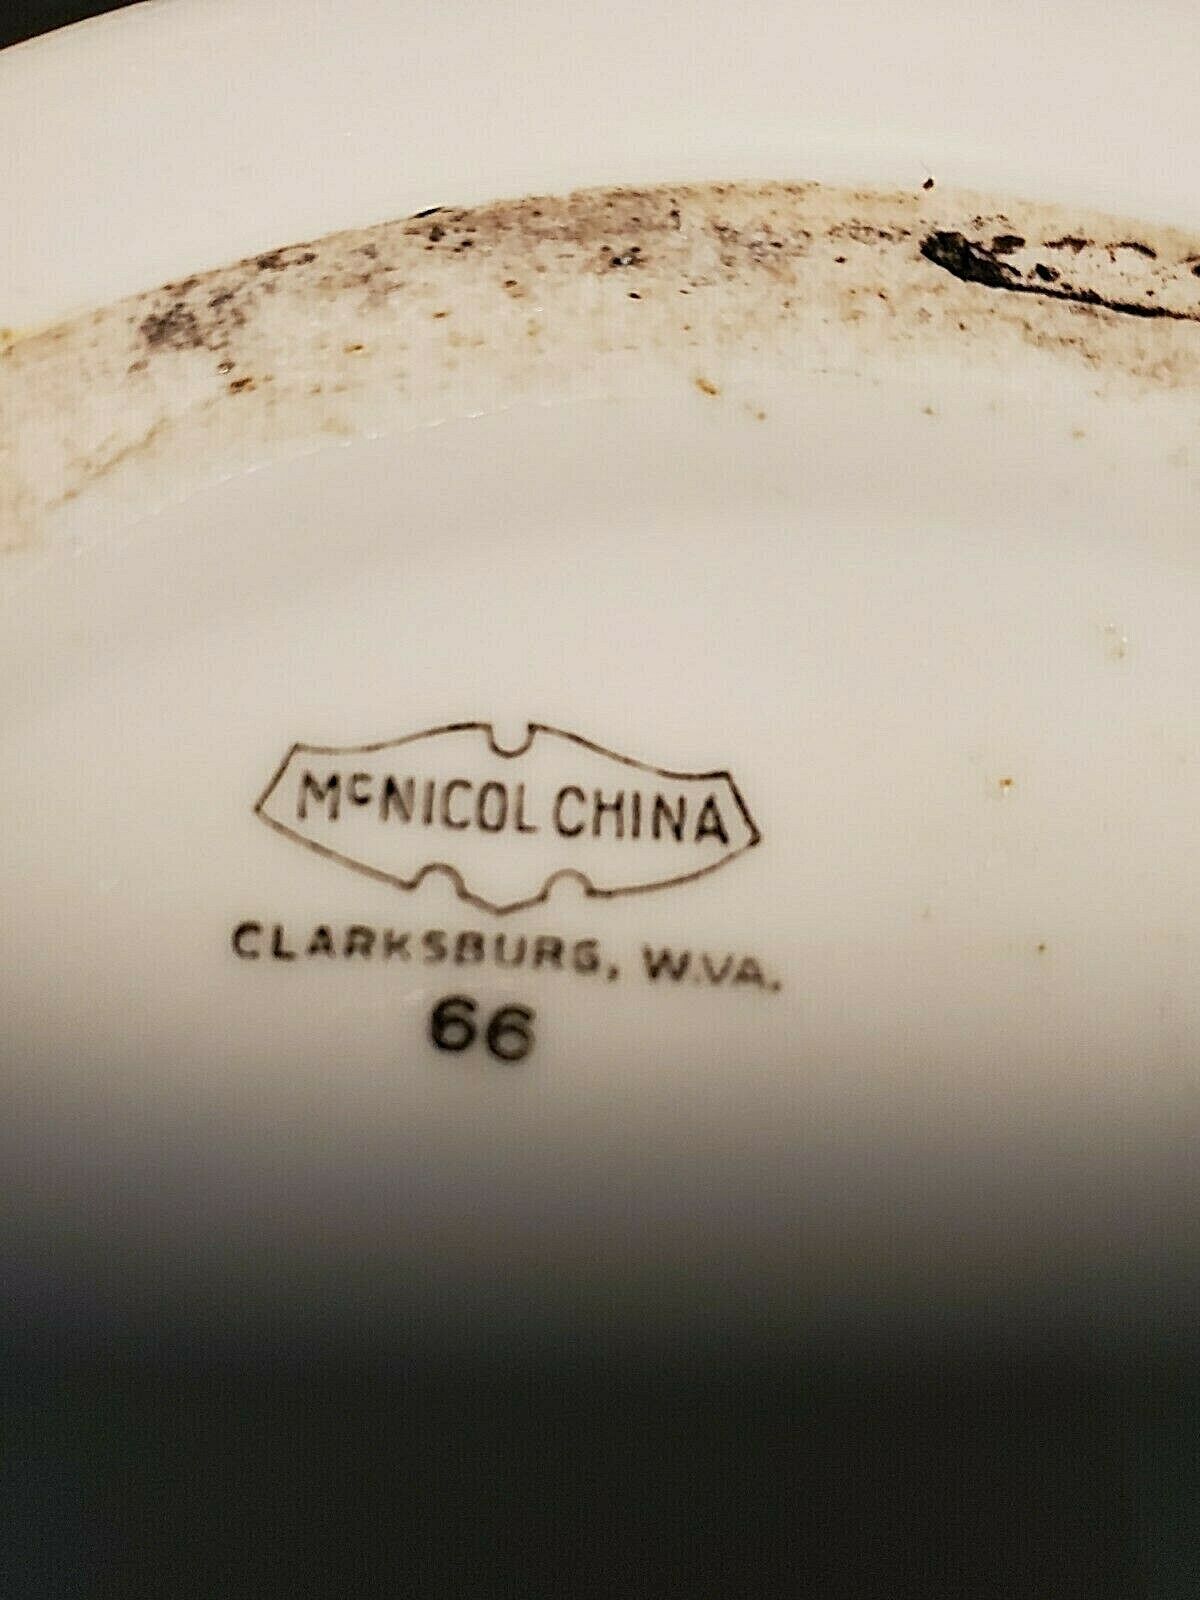 McNICOL CHINA
CLARKSBURG, W.VA.
66